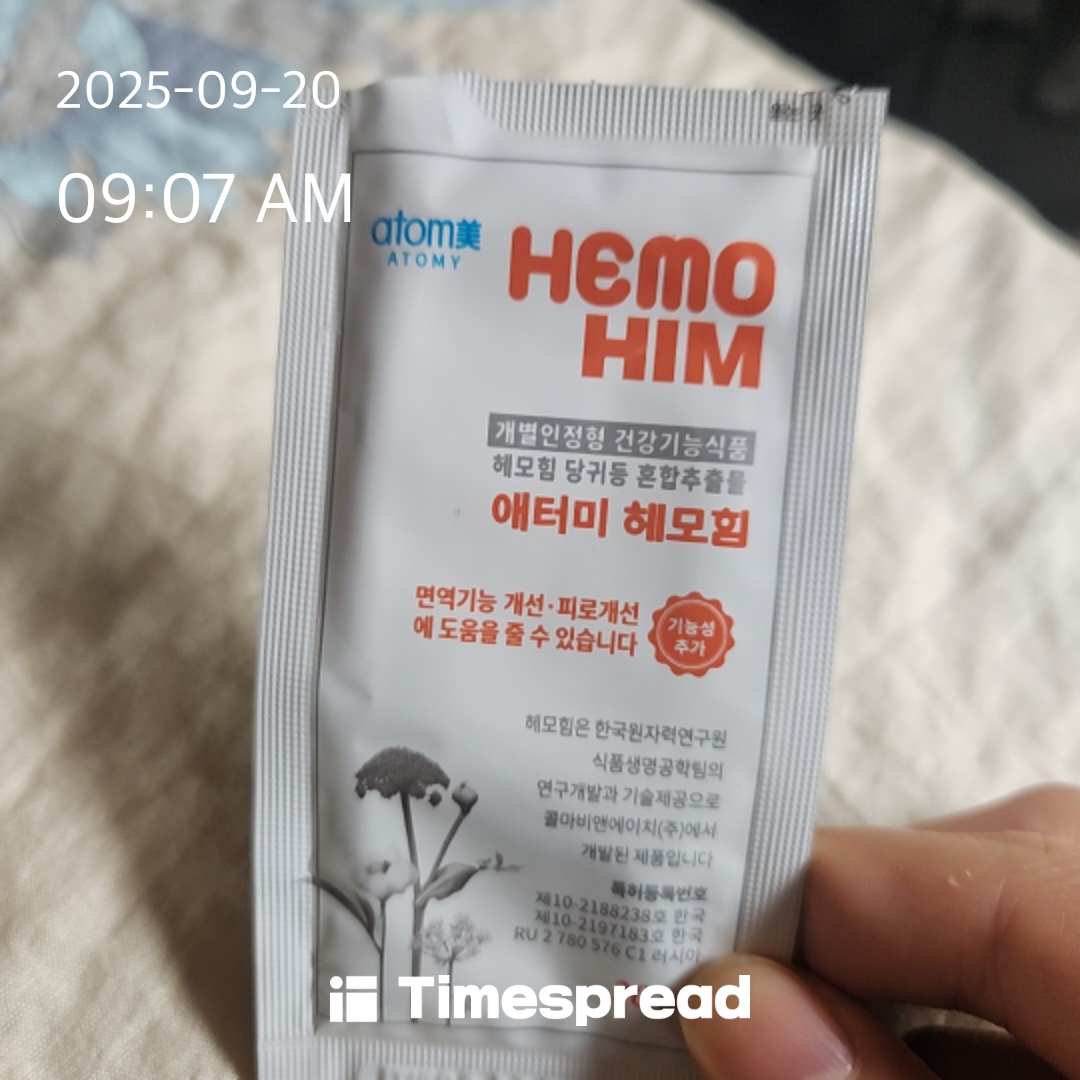 2025-09-20
09:07 AM
atom美
ATOMY
HEMO
HIM
개별인정형 건강기능식품
헤모힘 당귀등 혼합추출물
애터미 헤모힘
면역기능 개선·피로개선
에 도움을 줄 수 있습니다
기능성
추가
헤모힘은 한국원자력연구원
식품생명공학팀의
연구개발과 기술제공으로
콜마비앤에이치(주)에서
개발된 제품입니다
특허등록번호
제10-2188238호 한국
제10-2197183호 한국
RU 2 780 576 C1 러시아
Timespread